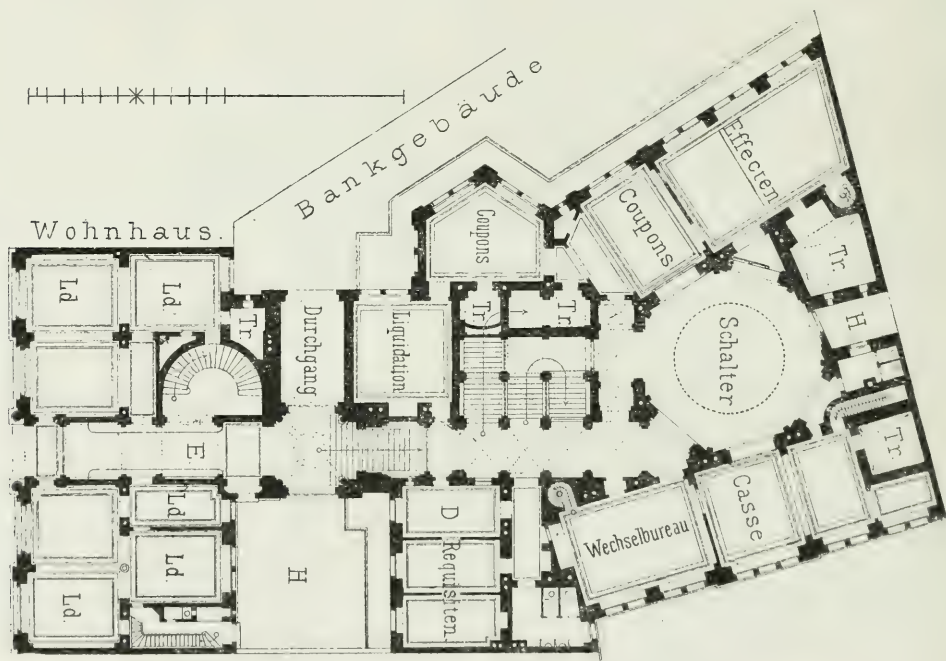 Bankgebäude
Wohnhaus.
Effecten
Coupons
Coupons
Ld.
Ld.
Tr
Durchgang
Liquidation
Tr
Tr.
Tr.
H
Schalter
E
Ld.
D
Tr
Casse
Wechselbureau
Ld.
H
Requisiten
Ld.